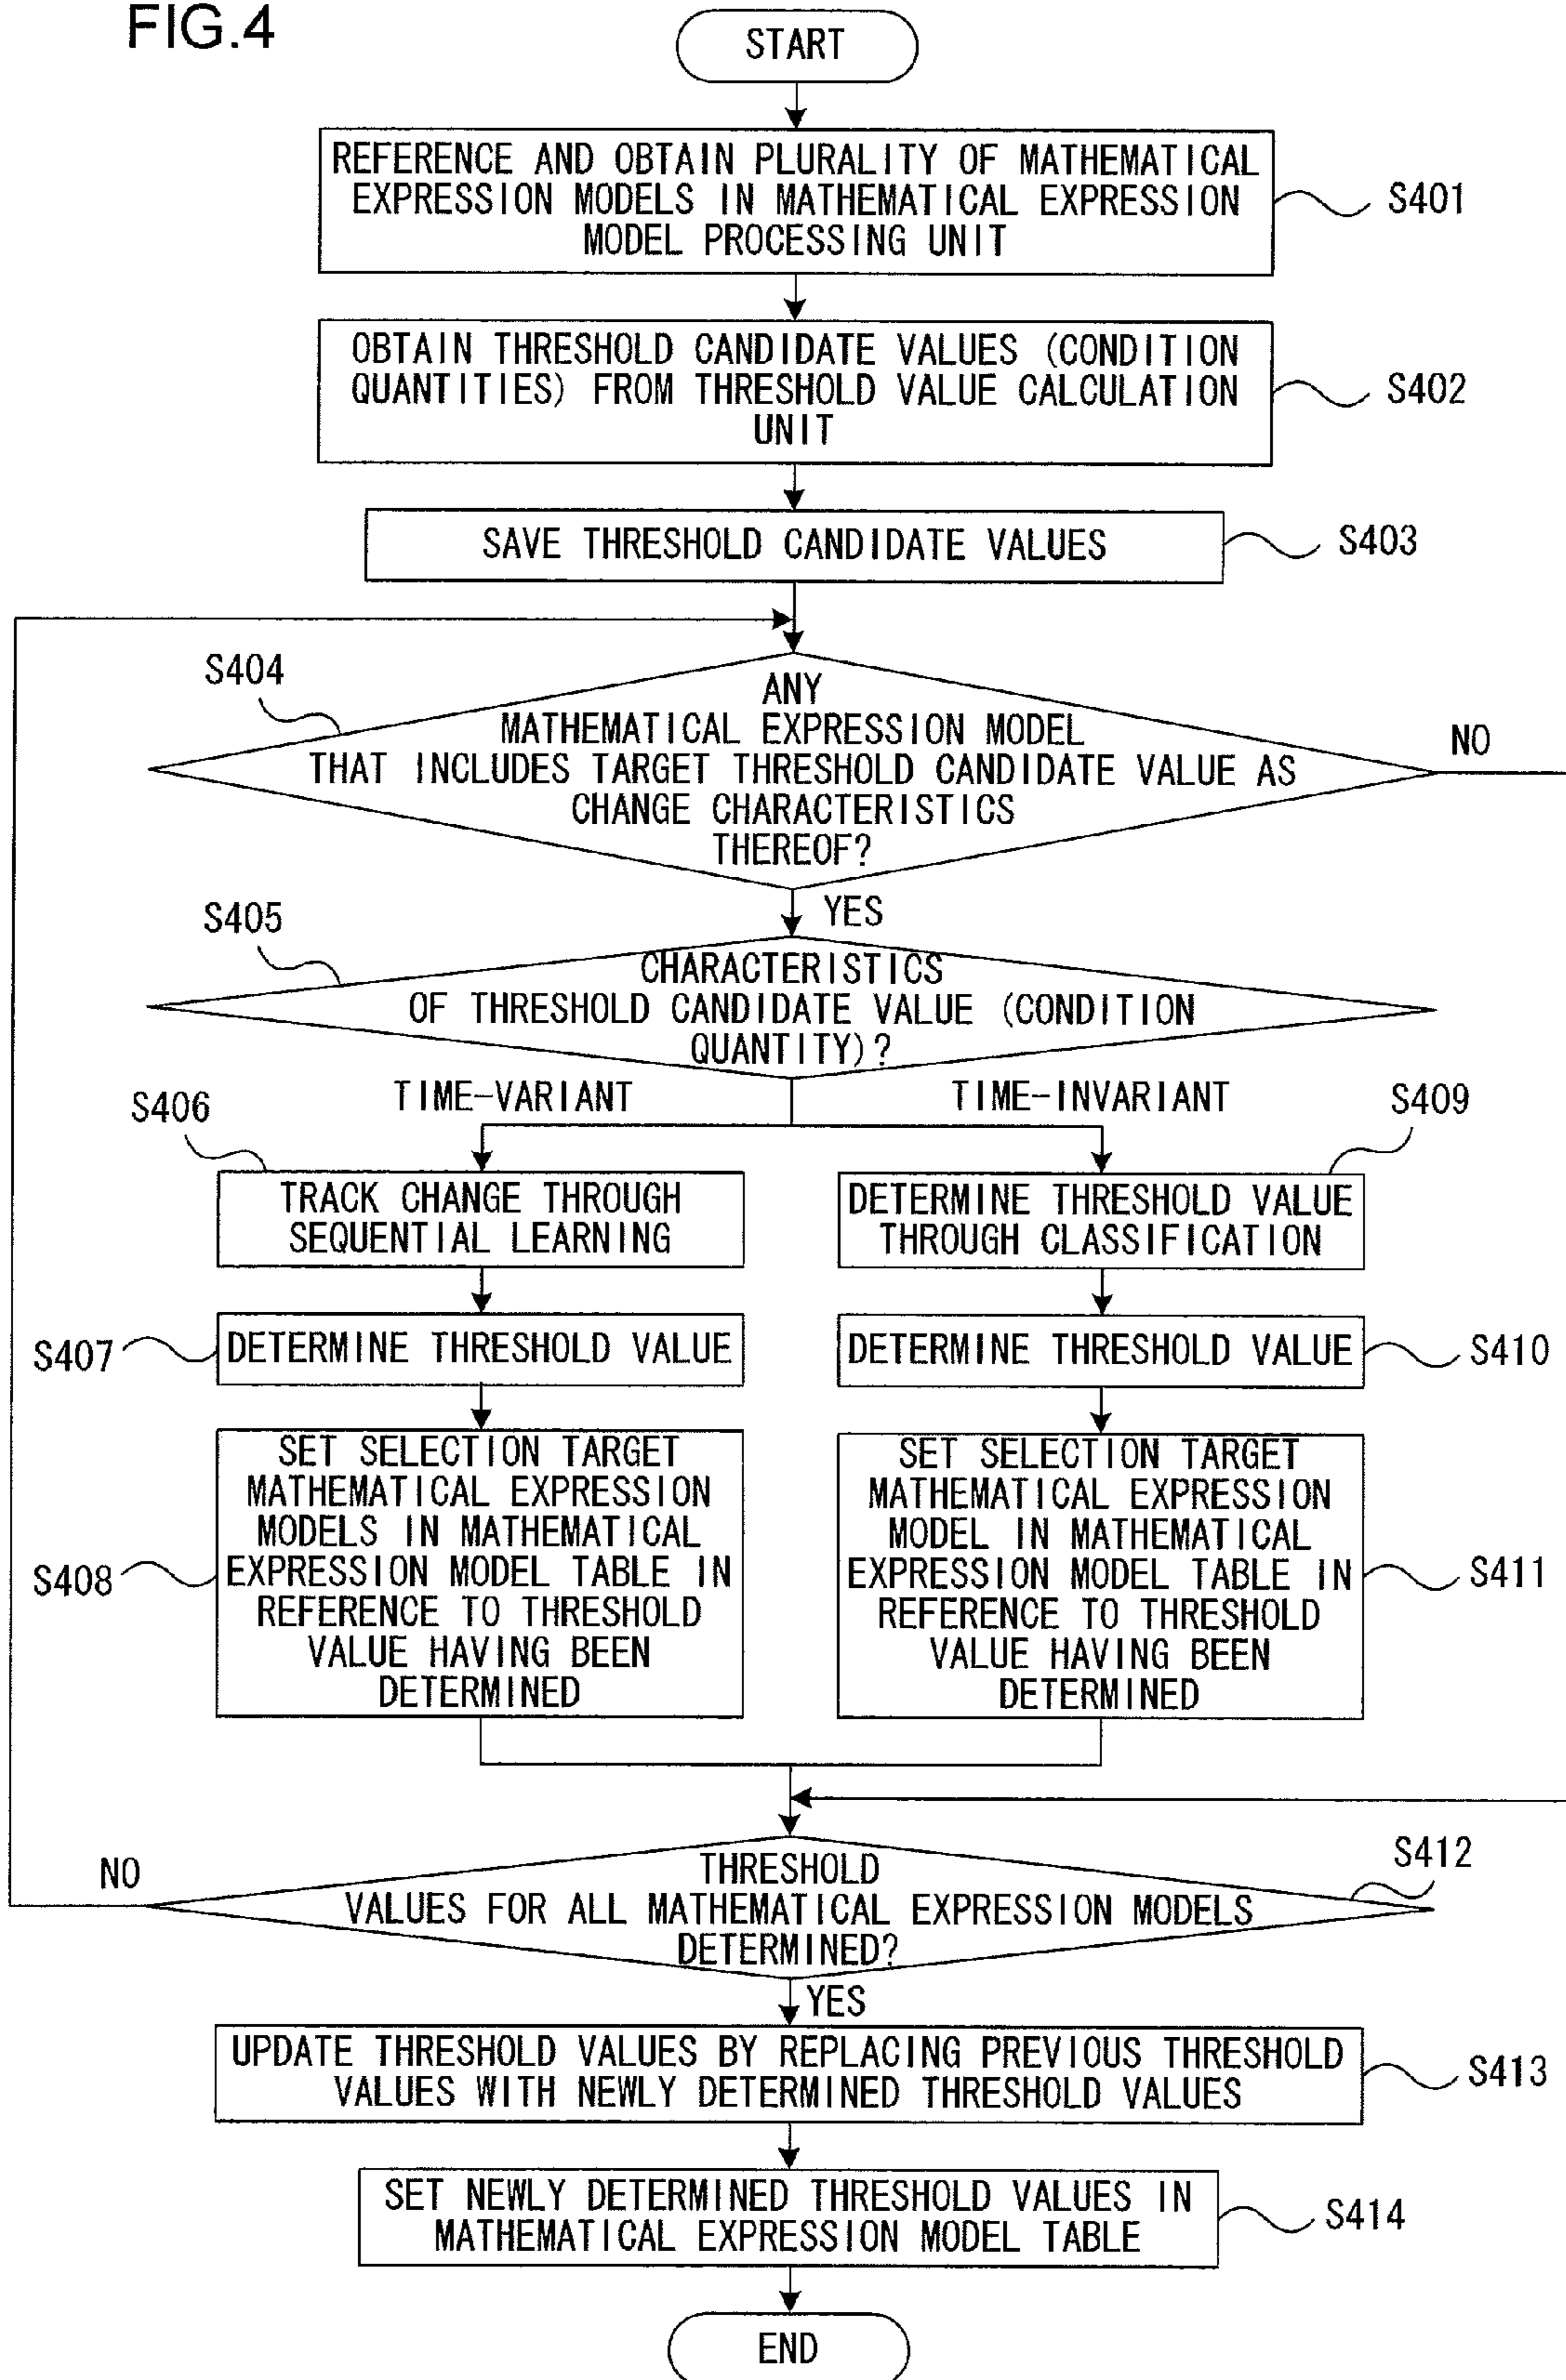 FIG.4
START
REFERENCE AND OBTAIN PLURALITY OF MATHEMATICAL
EXPRESSION MODELS IN MATHEMATICAL EXPRESSION
MODEL PROCESSING UNIT
S401
OBTAIN THRESHOLD CANDIDATE VALUES (CONDITION
QUANTITIES) FROM THRESHOLD VALUE CALCULATION
UNIT
S402
SAVE THRESHOLD CANDIDATE VALUES
S403
S404
ANY
MATHEMATICAL EXPRESSION MODEL
THAT INCLUDES TARGET THRESHOLD CANDIDATE VALUE AS
CHANGE CHARACTERISTICS
THEREOF?
NO
YES
S405
CHARACTERISTICS
OF THRESHOLD CANDIDATE VALUE (CONDITION
QUANTITY)?
TIME-VARIANT
TIME-INVARIANT
S406
TRACK CHANGE THROUGH
SEQUENTIAL LEARNING
S409
DETERMINE THRESHOLD VALUE
THROUGH CLASSIFICATION
S407
DETERMINE THRESHOLD VALUE
DETERMINE THRESHOLD VALUE
S410
S408
SET SELECTION TARGET
MATHEMATICAL EXPRESSION
MODELS IN MATHEMATICAL
EXPRESSION MODEL TABLE IN
REFERENCE TO THRESHOLD
VALUE HAVING BEEN
DETERMINED
SET SELECTION TARGET
MATHEMATICAL EXPRESSION
MODEL IN MATHEMATICAL
EXPRESSION MODEL TABLE IN
REFERENCE TO THRESHOLD
VALUE HAVING BEEN
DETERMINED
S411
NO
S412
THRESHOLD
VALUES FOR ALL MATHEMATICAL EXPRESSION MODELS
DETERMINED?
YES
UPDATE THRESHOLD VALUES BY REPLACING PREVIOUS THRESHOLD
VALUES WITH NEWLY DETERMINED THRESHOLD VALUES
S413
SET NEWLY DETERMINED THRESHOLD VALUES IN
MATHEMATICAL EXPRESSION MODEL TABLE
S414
END